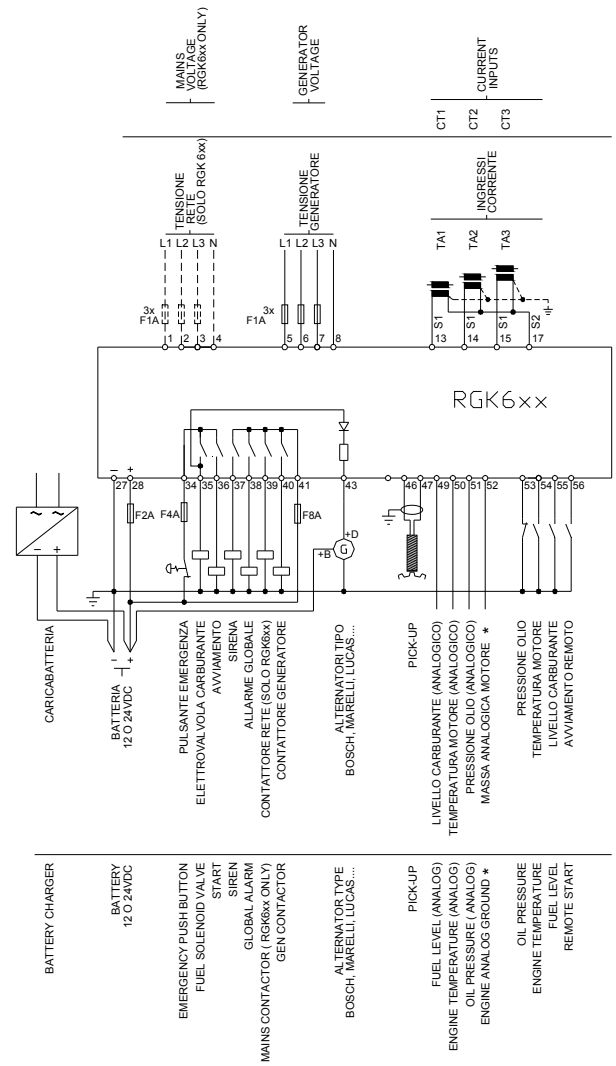 MAINS
VOLTAGE
(RGK6xx ONLY)
GENERATOR
VOLTAGE
CURRENT
INPUTS
CT1
CT2
CT3
TENSIONE
RETE
(SOLO RGK 6xx)
TENSIONE
GENERATORE
INGRESSI
CORRENTE
L1 L2 L3 N
L1 L2 L3 N
TA1
TA2
TA3
3x
F1A
3x
F1A
S1
S1
S1
S2
1 2 3 4
5 6 7 8
13 14 15 17
RGK6xx
– +
27 28
34 35 36 37 38 39 40 41
43
46 47 49 50 51 52
53 54 55 56
~ ~
– +
F2A
F4A
F8A
+D
+B
G
– +
CARICABATTERIA
BATTERIA
12 O 24VDC
PULSANTE EMERGENZA
ELETTROVALVOLA CARBURANTE
AVVIAMENTO
SIRENA
ALLARME GLOBALE
CONTATTORE RETE (SOLO RGK6xx)
CONTATTORE GENERATORE
ALTERNATORI TIPO
BOSCH, MARELLI, LUCAS....
PICK-UP
LIVELLO CARBURANTE (ANALOGICO)
TEMPERATURA MOTORE (ANALOGICO)
PRESSIONE OLIO (ANALOGICO)
MASSA ANALOGICA MOTORE *
PRESSIONE OLIO
TEMPERATURA MOTORE
LIVELLO CARBURANTE
AVVIAMENTO REMOTO
BATTERY CHARGER
BATTERY
12 O 24VDC
EMERGENCY PUSH BUTTON
FUEL SOLENOID VALVE
START
SIREN
GLOBAL ALARM
MAINS CONTACTOR ( RGK6xx ONLY)
GEN CONTACTOR
ALTERNATOR TYPE
BOSCH, MARELLI, LUCAS....
PICK-UP
FUEL LEVEL (ANALOG)
ENGINE TEMPERATURE (ANALOG)
OIL PRESSURE ( ANALOG)
ENGINE ANALOG GROUND *
OIL PRESSURE
ENGINE TEMPERATURE
FUEL LEVEL
REMOTE START